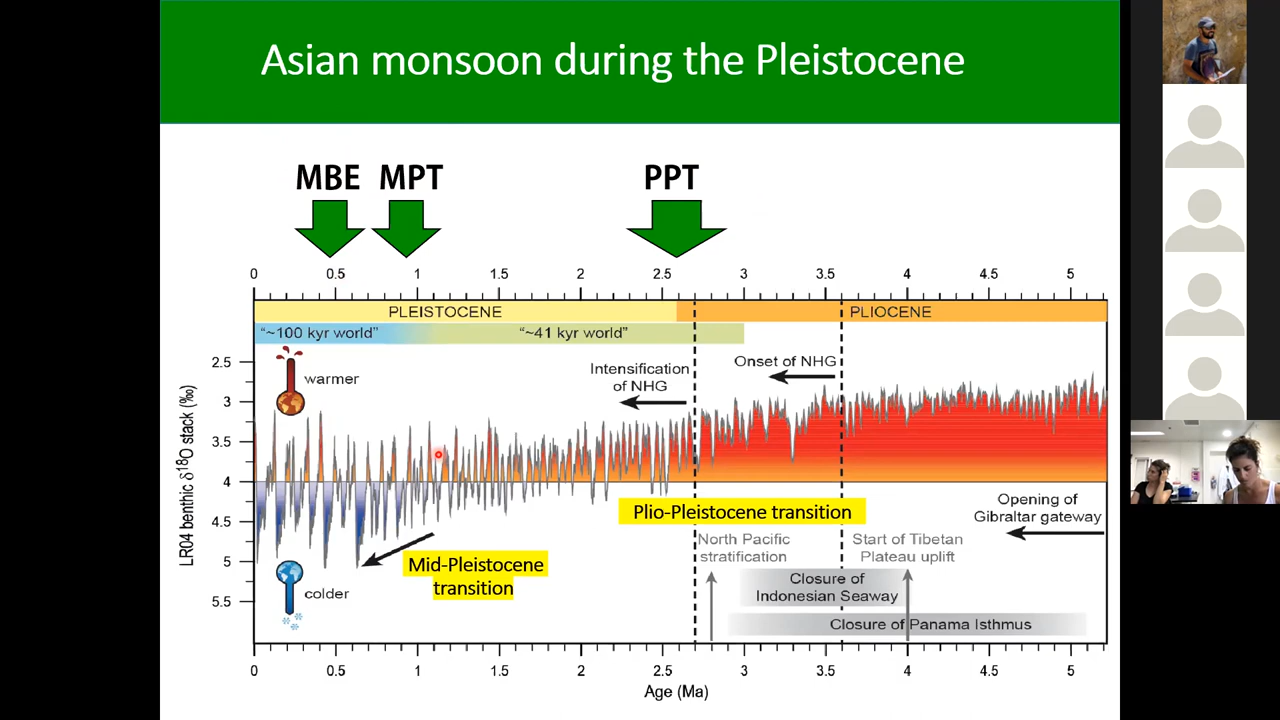 Asian monsoon during the Pleistocene
MBE MPT PPT
0 0.5 1 1.5 2 2.5 3 3.5 4 4.5 5
PLEISTOCENE PLIOCENE
“~100 kyr world” “~41 kyr world”
2.5
3
3.5
4
4.5
5
5.5
LR04 benthic δ18O stack (‰)
warmer
Intensification
of NHG
Onset of NHG
Plio-Pleistocene transition
Opening of
Gibraltar gateway
North Pacific
stratification
Start of Tibetan
Plateau uplift
Mid-Pleistocene
transition
colder
Closure of
Indonesian Seaway
Closure of Panama Isthmus
0 0.5 1 1.5 2 2.5 3 3.5 4 4.5 5
Age (Ma)